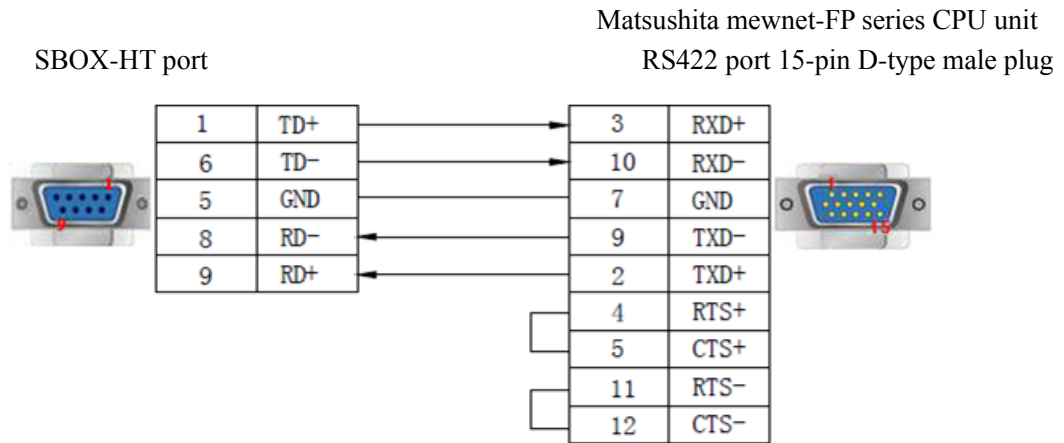 Matsushita mewnet-FP series CPU unit
SBOX-HT port RS422 port 15-pin D-type male plug
1 TD+ 3 RXD+
6 TD- 10 RXD-
5 GND 7 GND
8 RD- 9 TXD-
9 RD+ 2 TXD+
4 RTS+
5 CTS+
11 RTS-
12 CTS-
1
9
1
15